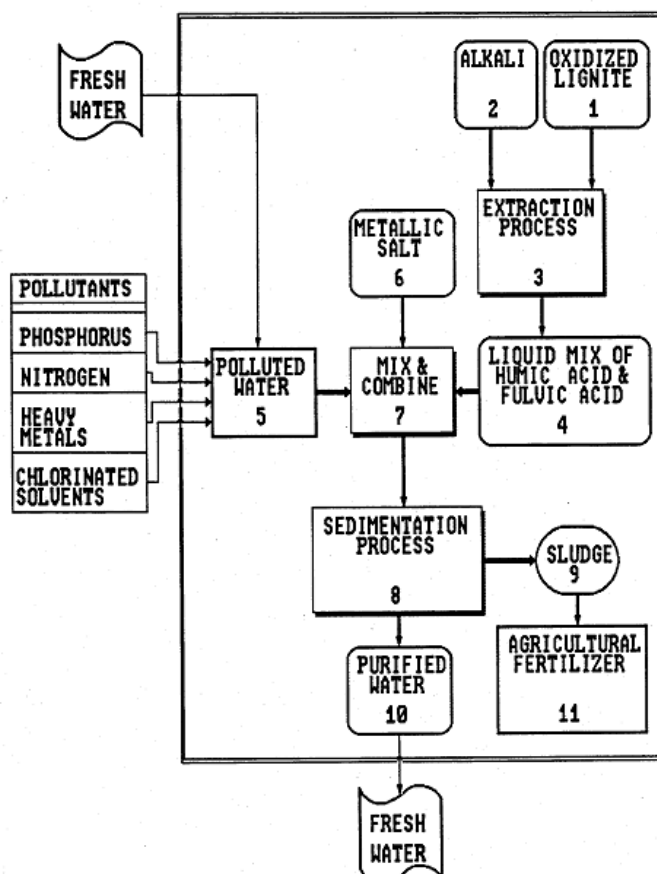 FRESH
WATER
ALKALI
2
OXIDIZED
LIGNITE
1
EXTRACTION
PROCESS
3
METALLIC
SALT
6
POLLUTANTS
PHOSPHORUS
NITROGEN
HEAVY
METALS
CHLORINATED
SOLVENTS
POLLUTED
WATER
5
MIX &
COMBINE
7
LIQUID MIX OF
HUMIC ACID &
FULVIC ACID
4
SEDIMENTATION
PROCESS
8
SLUDGE
9
PURIFIED
WATER
10
AGRICULTURAL
FERTILIZER
11
FRESH
WATER